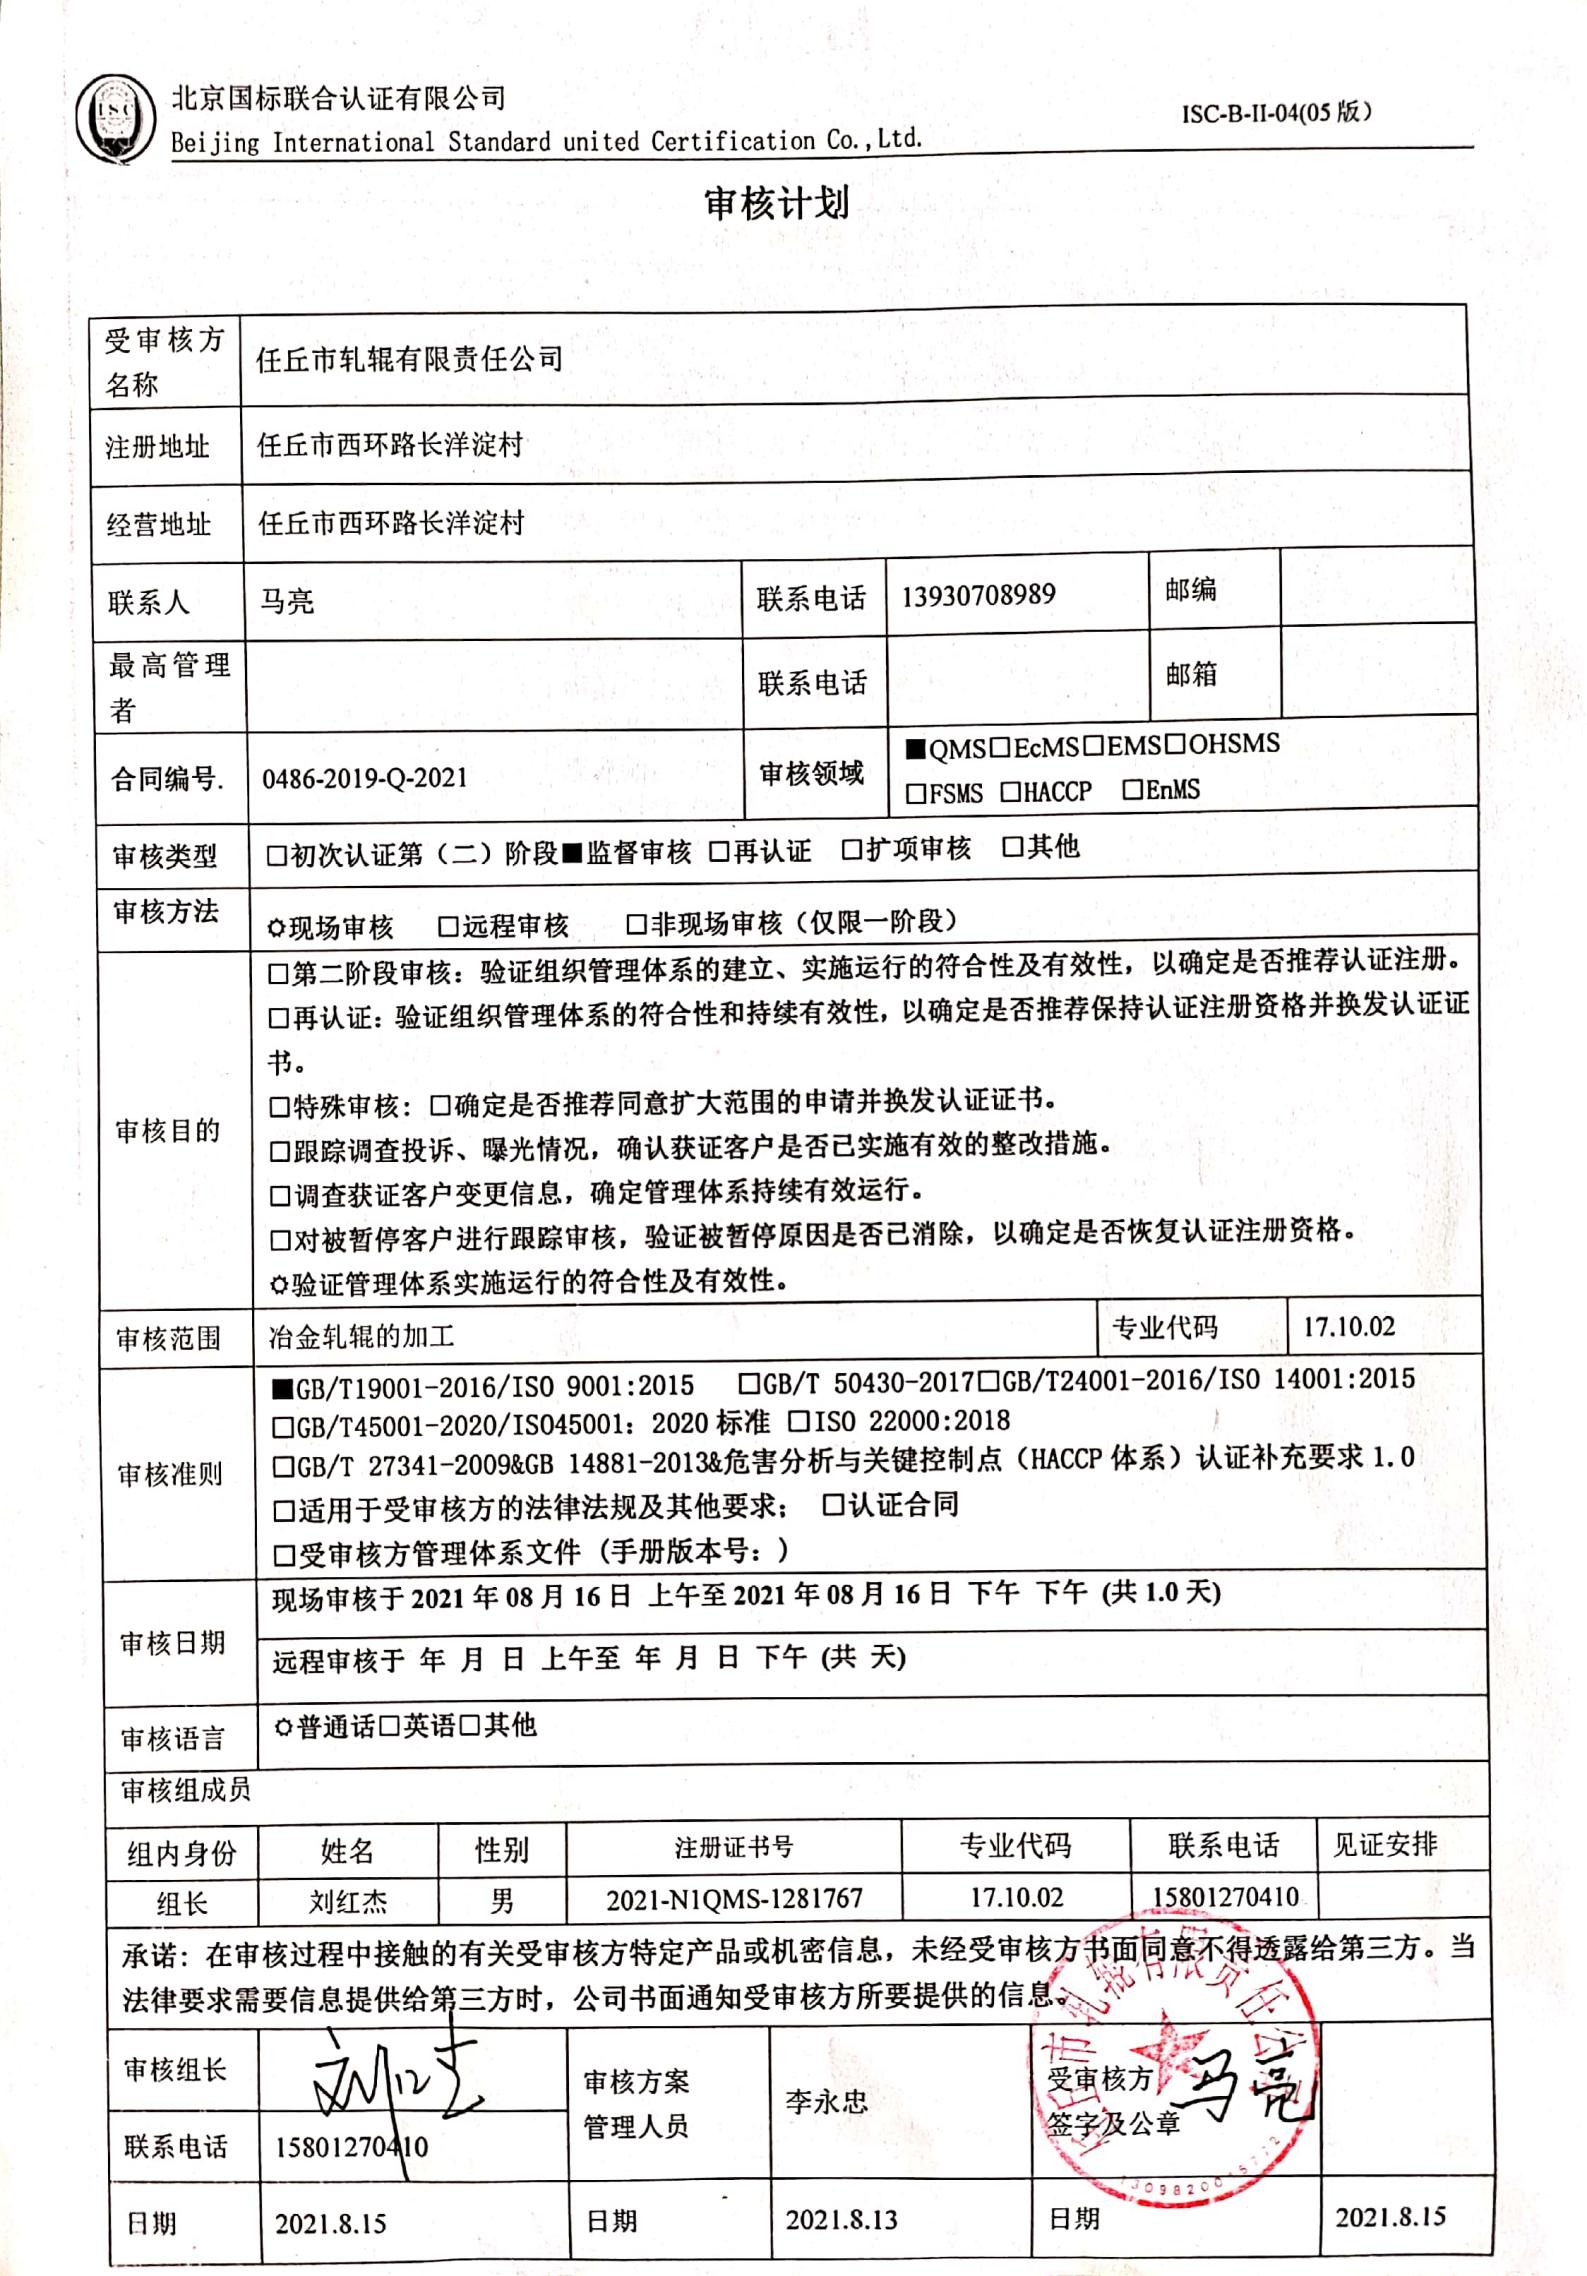 北京国标联合认证有限公司
Beijing International Standard united Certification Co.,Ltd.
ISC-B-II-04(05 版)
ISC
审核计划
受审核方
名称
任丘市轧辊有限责任公司
注册地址
任丘市西环路长洋淀村
经营地址
任丘市西环路长洋淀村
联系人 马亮 联系电话 13930708989 邮编
最高管理
者
联系电话 邮箱
合同编号. 0486-2019-Q-2021 审核领域
■QMS□EcMS□EMS□OHSMS
□FSMS □HACCP □EnMS
审核类型 □初次认证第（二）阶段■监督审核 □再认证 □扩项审核 □其他
审核方法 ✡现场审核 □远程审核 □非现场审核（仅限一阶段）
审核目的
□第二阶段审核：验证组织管理体系的建立、实施运行的符合性及有效性，以确定是否推荐认证注册。
□再认证：验证组织管理体系的符合性和持续有效性，以确定是否推荐保持认证注册资格并换发认证证
书。
□特殊审核：□确定是否推荐同意扩大范围的申请并换发认证证书。
□跟踪调查投诉、曝光情况，确认获证客户是否已实施有效的整改措施。
□调查获证客户变更信息，确定管理体系持续有效运行。
□对被暂停客户进行跟踪审核，验证被暂停原因是否已消除，以确定是否恢复认证注册资格。
✡验证管理体系实施运行的符合性及有效性。
审核范围 冶金轧辊的加工 专业代码 17.10.02
审核准则
■GB/T19001-2016/ISO 9001:2015 □GB/T 50430-2017□GB/T24001-2016/ISO 14001:2015
□GB/T45001-2020/ISO45001：2020 标准 □ISO 22000:2018
□GB/T 27341-2009&GB 14881-2013&危害分析与关键控制点（HACCP 体系）认证补充要求 1.0
□适用于受审核方的法律法规及其他要求； □认证合同
□受审核方管理体系文件（手册版本号：）
审核日期
现场审核于 2021 年 08 月 16 日 上午至 2021 年 08 月 16 日 下午 下午 (共 1.0 天)
远程审核于 年 月 日 上午至 年 月 日 下午 (共 天)
审核语言 ✡普通话□英语□其他
审核组成员
组内身份 姓名 性别 注册证书号 专业代码 联系电话 见证安排
组长 刘红杰 男 2021-N1QMS-1281767 17.10.02 15801270410
承诺：在审核过程中接触的有关受审核方特定产品或机密信息，未经受审核方书面同意不得透露给第三方。当
法律要求需要信息提供给第三方时，公司书面通知受审核方所要提供的信息。
审核组长 刘红杰
审核方案
管理人员
李永忠
受审核方
签字及公章
马亮
联系电话 15801270410
任丘市轧辊有限责任公司
日期 2021.8.15 日期 2021.8.13 日期 2021.8.15